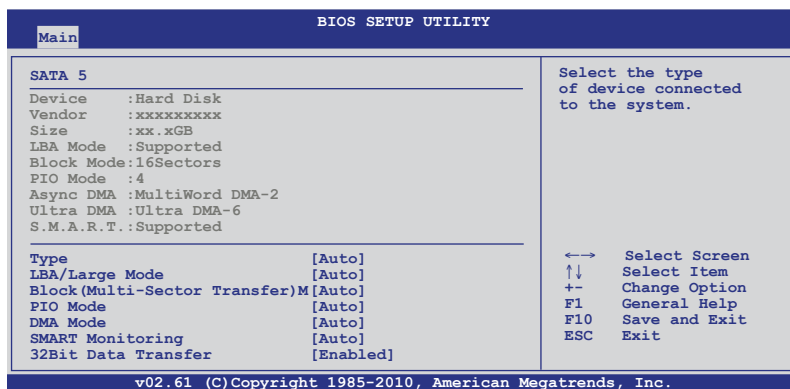 BIOS SETUP UTILITY
Main
SATA 5
Device :Hard Disk
Vendor :xxxxxxxxx
Size :xx.xGB
LBA Mode :Supported
Block Mode:16Sectors
PIO Mode :4
Async DMA :MultiWord DMA-2
Ultra DMA :Ultra DMA-6
S.M.A.R.T.:Supported
Type [Auto]
LBA/Large Mode [Auto]
Block(Multi-Sector Transfer)M[Auto]
PIO Mode [Auto]
DMA Mode [Auto]
SMART Monitoring [Auto]
32Bit Data Transfer [Enabled]
Select the type
of device connected
to the system.
←→ Select Screen
↑↓ Select Item
+- Change Option
F1 General Help
F10 Save and Exit
ESC Exit
v02.61 (C)Copyright 1985-2010, American Megatrends, Inc.